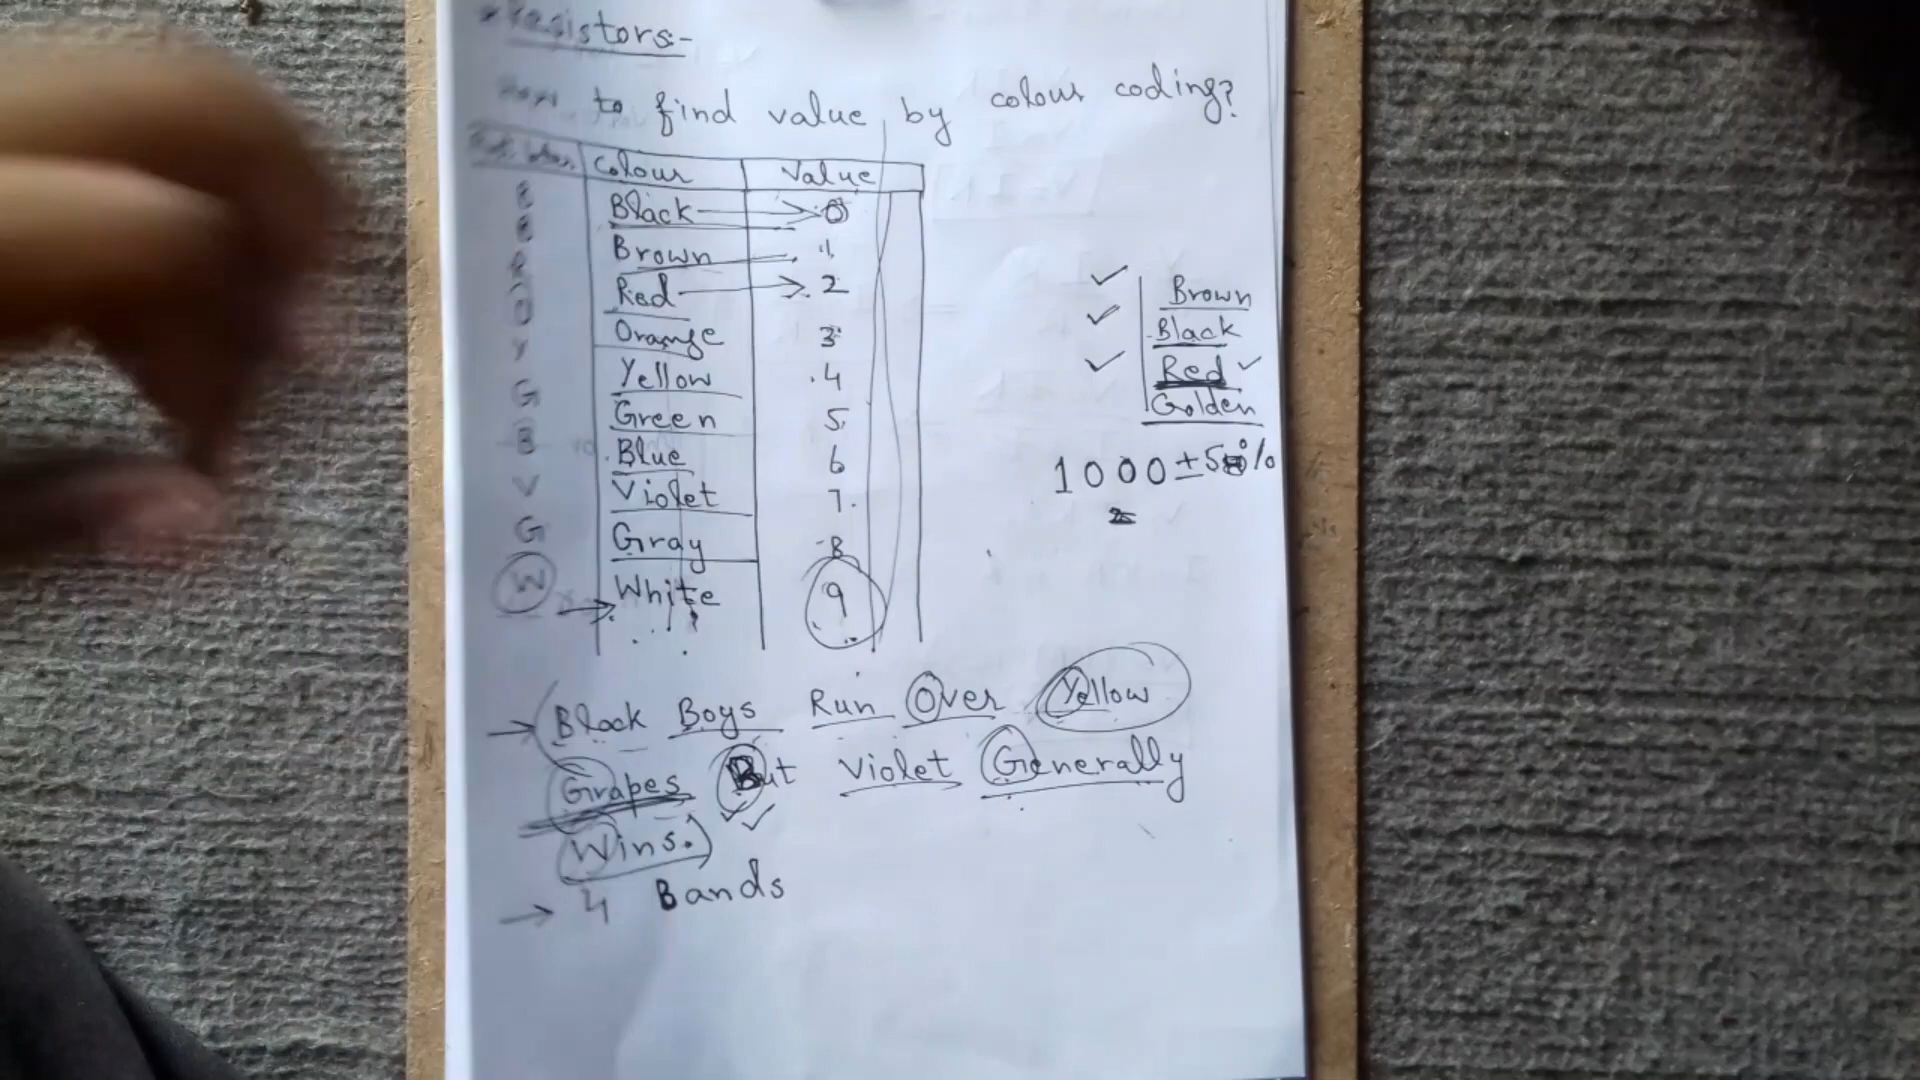 Resistors-
to find value by colour coding?
Colour Value
B Black 0
B Brown 1
R Red 2
O Orange 3
Y Yellow 4
G Green 5
B Blue 6
V Violet 7
G Gray 8
W White 9
Brown
Black
Red
Golden
1000 ± 5%
Black Boys Run Over Yellow
Grapes But Violet Generally
Wins.
4 Bands